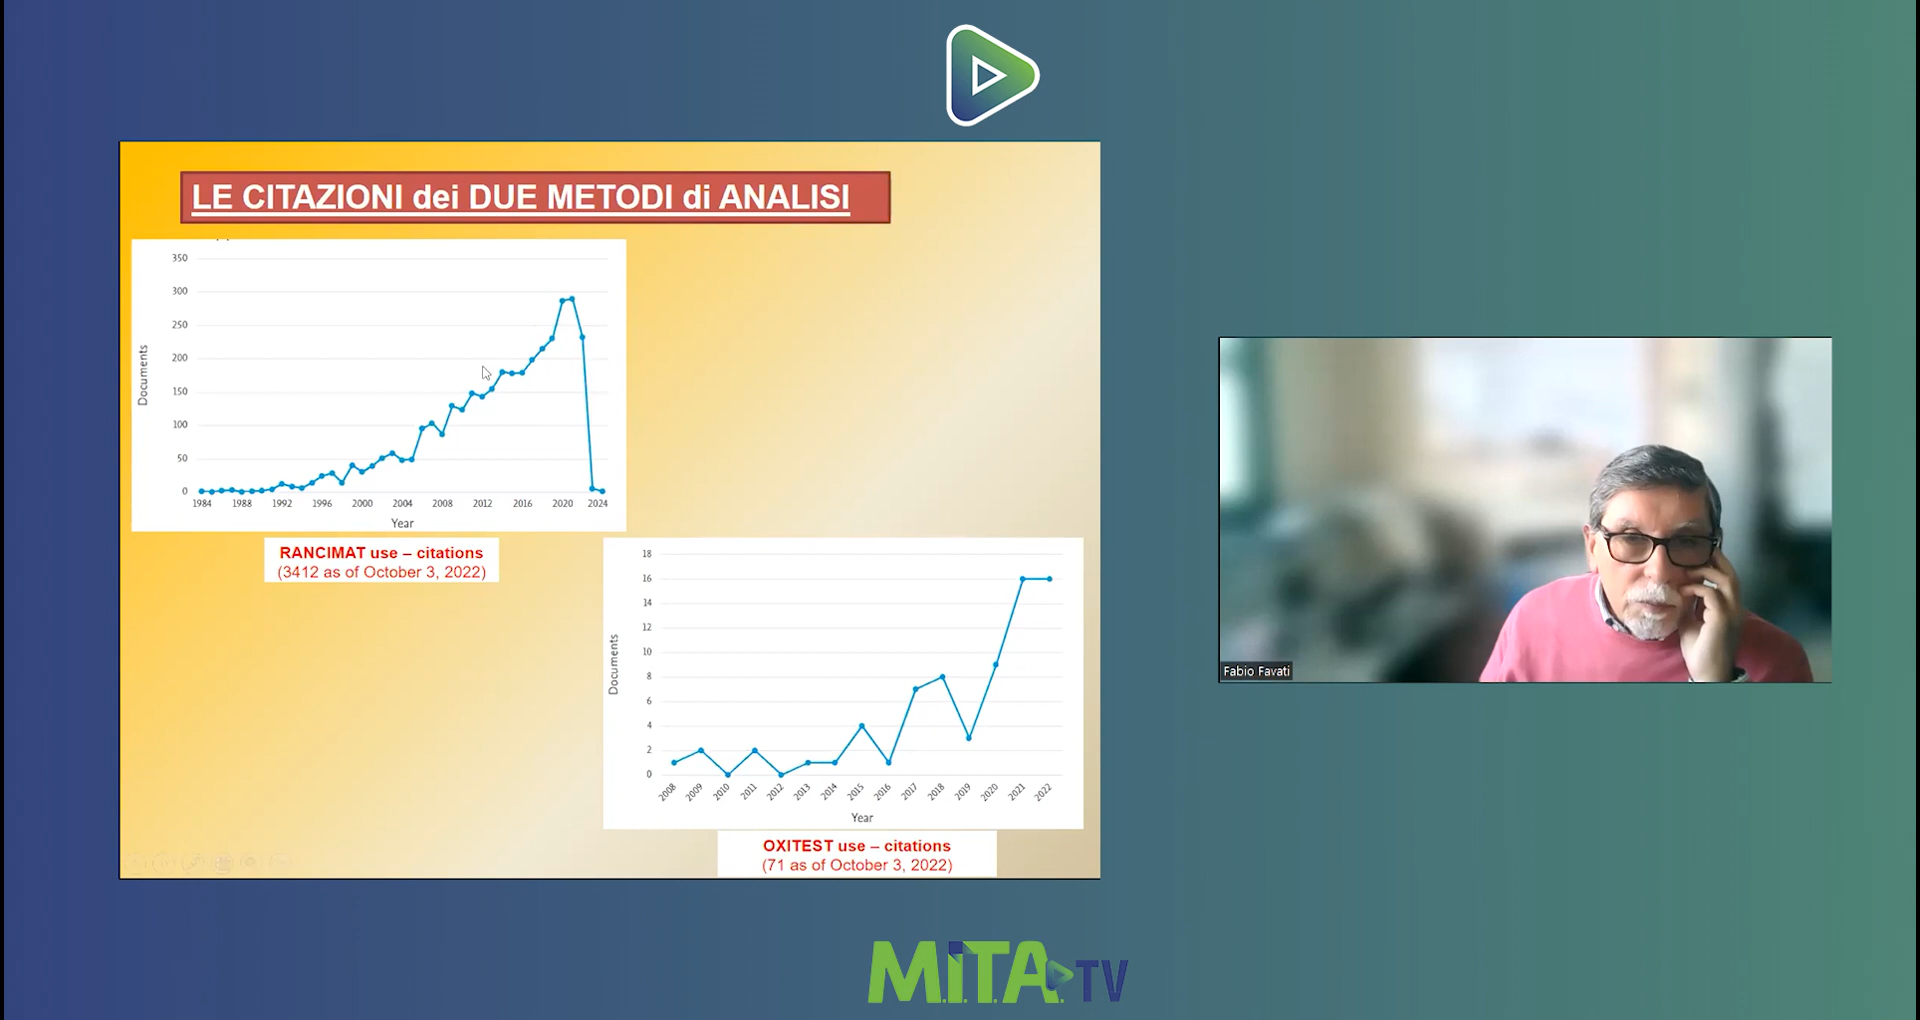 LE CITAZIONI dei DUE METODI di ANALISI
350
300
250
200
150
100
50
0
Documents
1984 1988 1992 1996 2000 2004 2008 2012 2016 2020 2024
Year
RANCIMAT use – citations
(3412 as of October 3, 2022)
18
16
14
12
10
8
6
4
2
0
Documents
2008 2009 2010 2011 2012 2013 2014 2015 2016 2017 2018 2019 2020 2021 2022
Year
OXITEST use – citations
(71 as of October 3, 2022)
Fabio Favati
M.I.T.A. TV